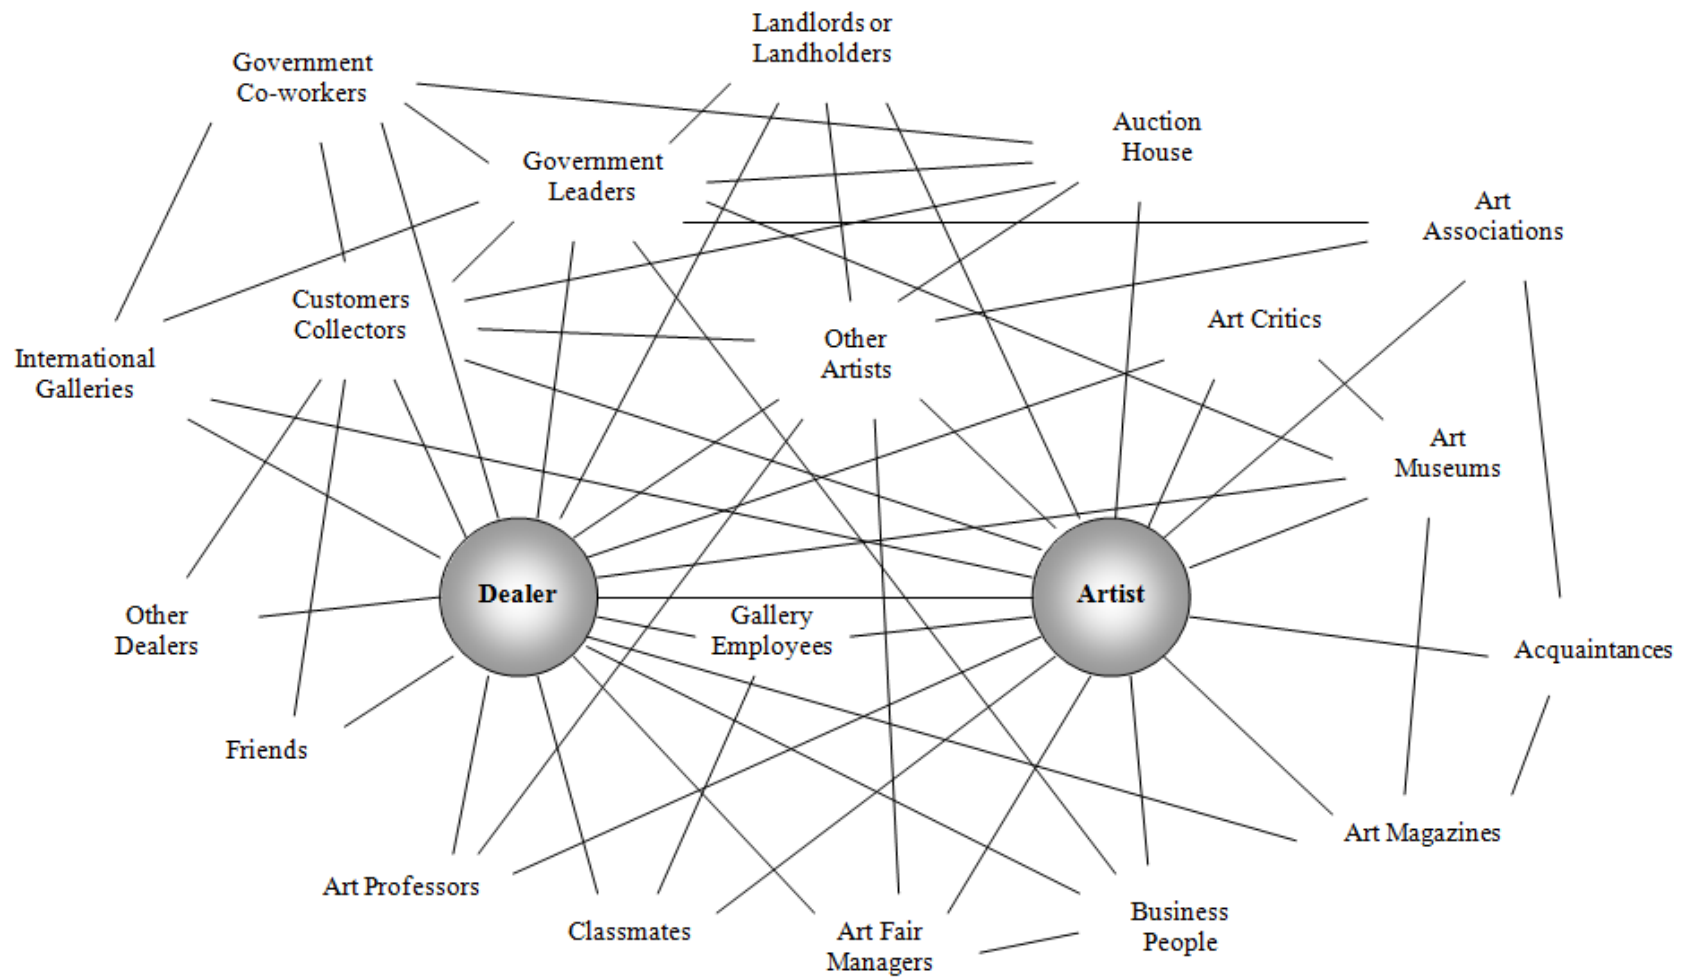 Landlords or
Landholders
Government
Co-workers
Auction
House
Government
Leaders
Art
Associations
Customers
Collectors
Art Critics
Other
Artists
International
Galleries
Art
Museums
Dealer
Artist
Gallery
Employees
Other
Dealers
Acquaintances
Friends
Art Magazines
Art Professors
Classmates
Art Fair
Managers
Business
People